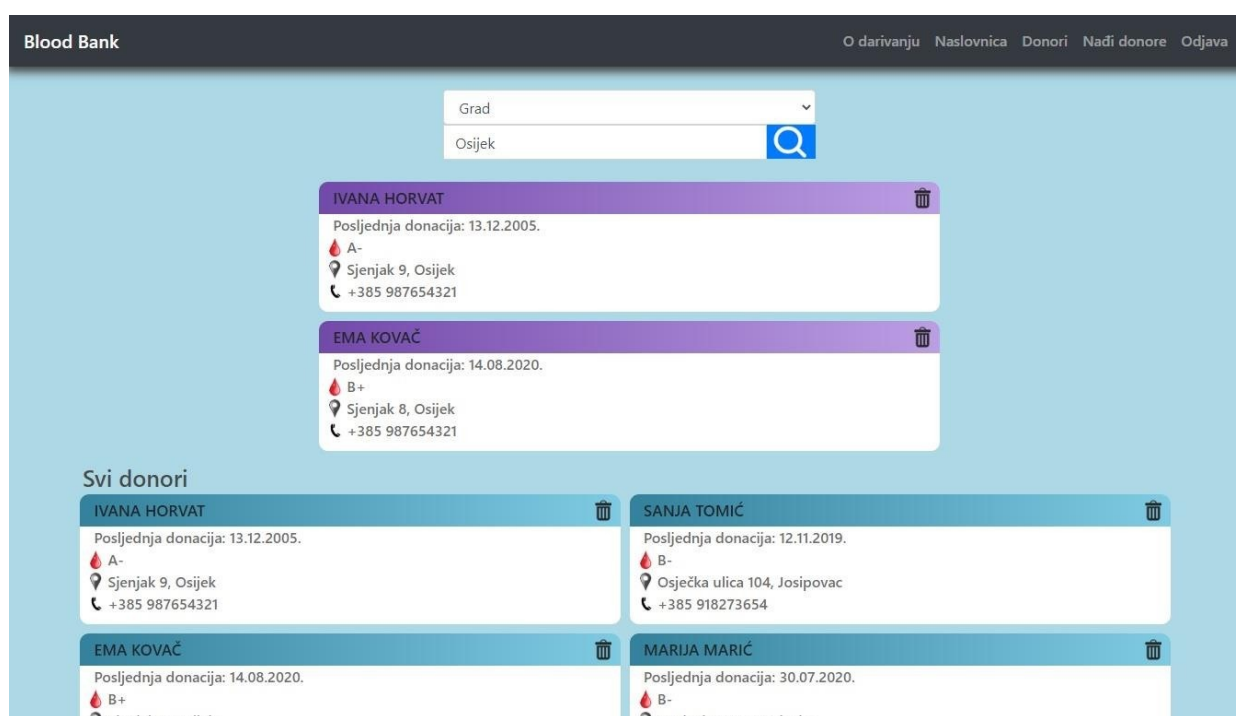 Blood Bank
O darivanju Naslovnica Donori Nađi donore Odjava
Grad
Osijek
IVANA HORVAT
Posljednja donacija: 13.12.2005.
A-
Sjenjak 9, Osijek
+385 987654321
EMA KOVAČ
Posljednja donacija: 14.08.2020.
B+
Sjenjak 8, Osijek
+385 987654321
Svi donori
IVANA HORVAT
Posljednja donacija: 13.12.2005.
A-
Sjenjak 9, Osijek
+385 987654321
SANJA TOMIĆ
Posljednja donacija: 12.11.2019.
B-
Osječka ulica 104, Josipovac
+385 918273654
EMA KOVAČ
Posljednja donacija: 14.08.2020.
B+
MARIJA MARIĆ
Posljednja donacija: 30.07.2020.
B-